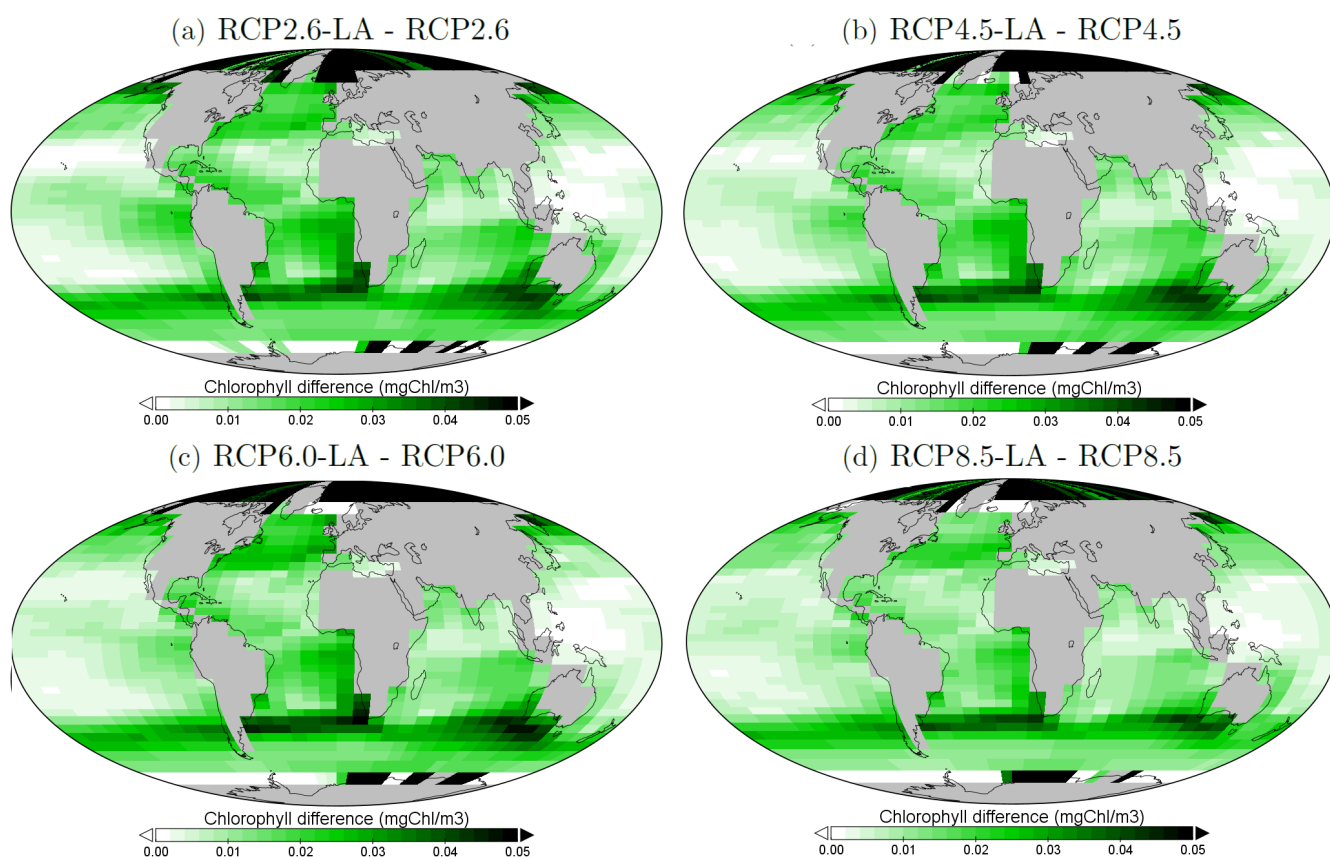 (a) RCP2.6-LA - RCP2.6
(b) RCP4.5-LA - RCP4.5
Chlorophyll difference (mgChl/m3)
0.00 0.01 0.02 0.03 0.04 0.05
Chlorophyll difference (mgChl/m3)
0.00 0.01 0.02 0.03 0.04 0.05
(c) RCP6.0-LA - RCP6.0
(d) RCP8.5-LA - RCP8.5
Chlorophyll difference (mgChl/m3)
0.00 0.01 0.02 0.03 0.04 0.05
Chlorophyll difference (mgChl/m3)
0.00 0.01 0.02 0.03 0.04 0.05